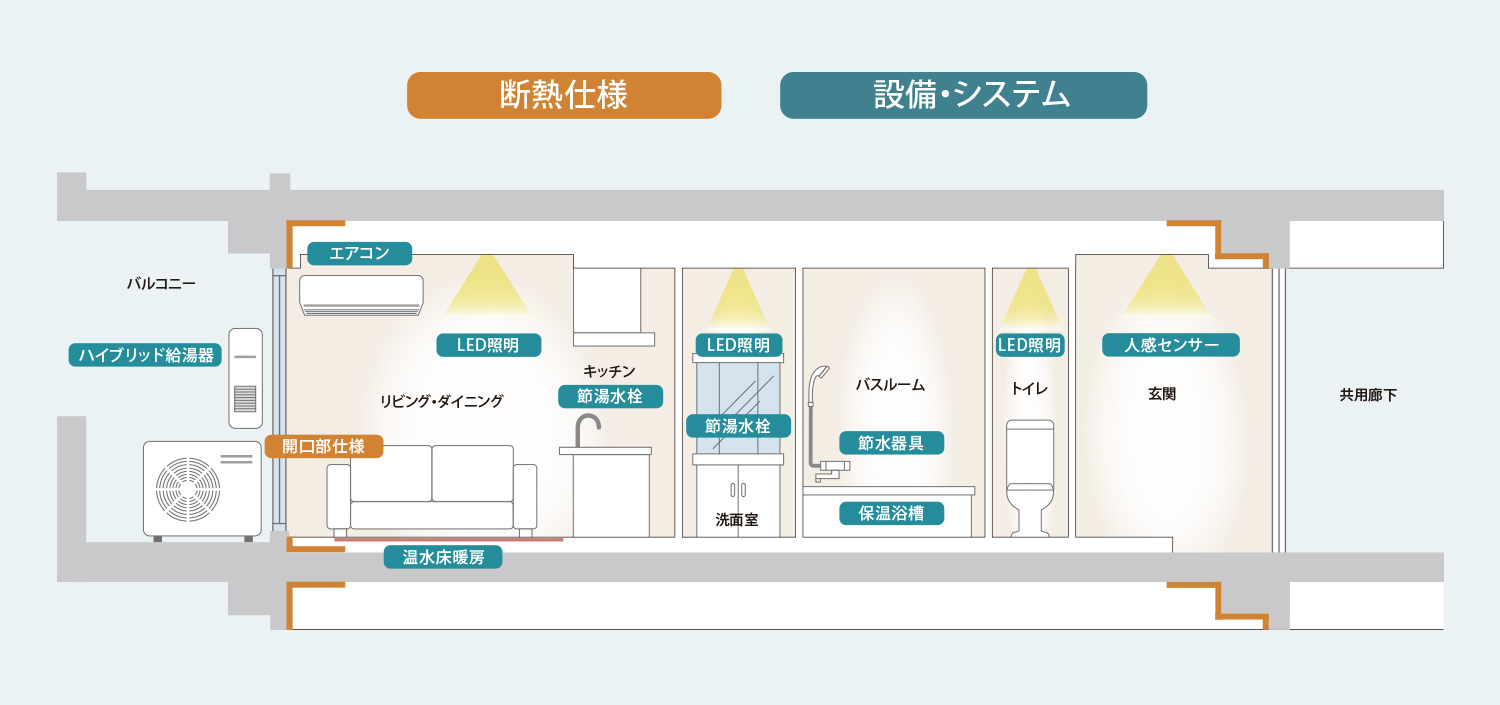 断熱仕様
設備・システム
エアコン
バルコニー
ハイブリッド給湯器
LED照明
LED照明
LED照明
人感センサー
キッチン
節湯水栓
リビング・ダイニング
バスルーム
トイレ
玄関
共用廊下
節湯水栓
開口部仕様
節水器具
洗面室
保温浴槽
温水床暖房